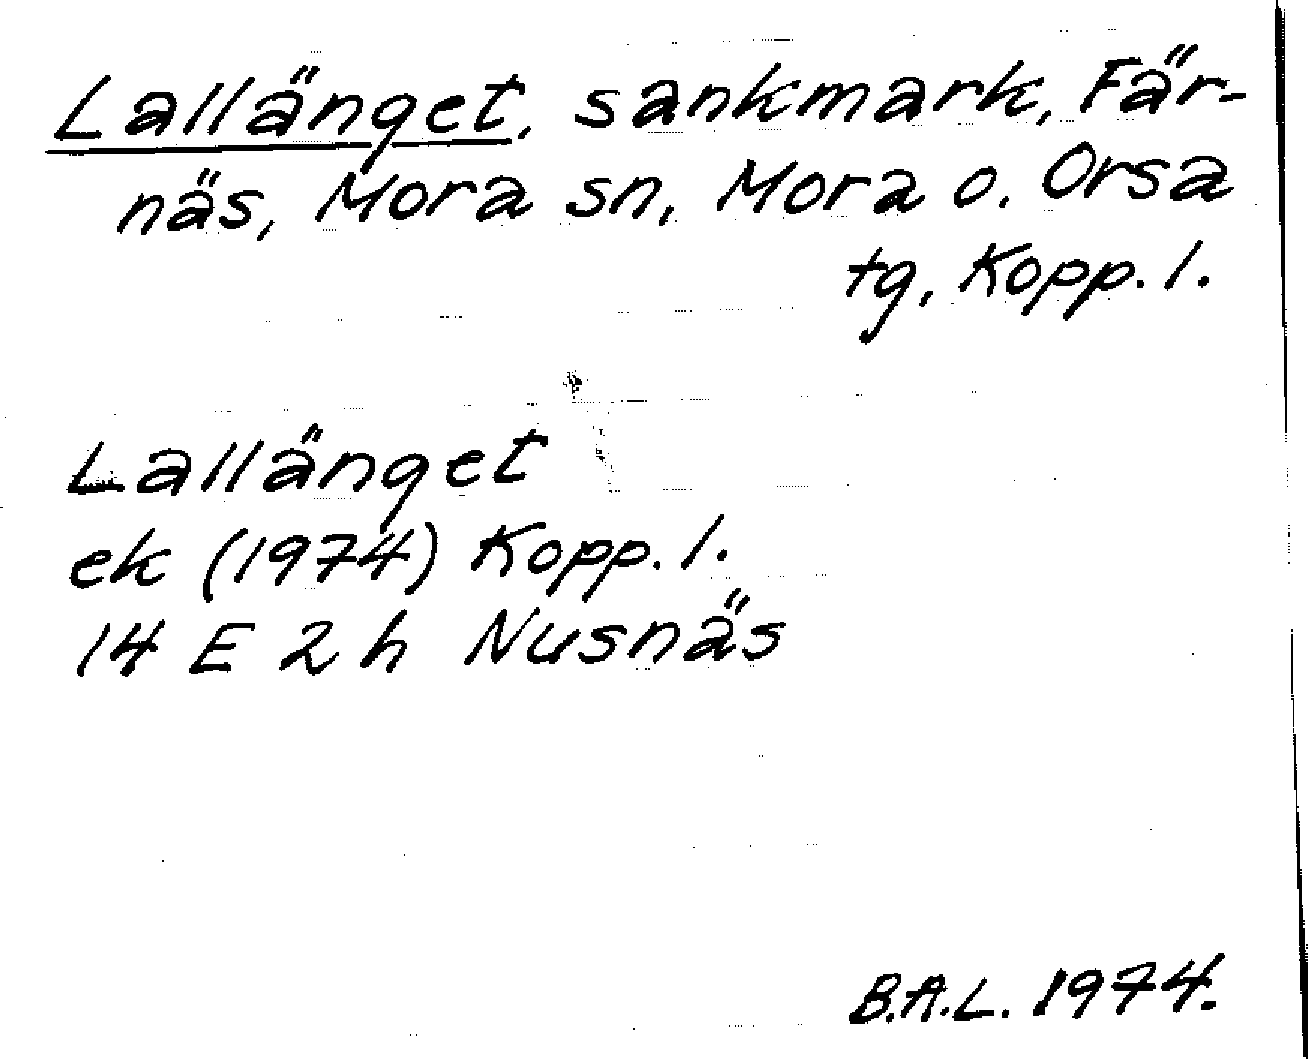 Lallänget, sankmark, Fär-
näs, Mora sn, Mora o. Orsa
tg, Kopp. l.
Lallänget
ek (1974) Kopp. l.
14 E 2 h Nusnäs
B.A.L. 1974.